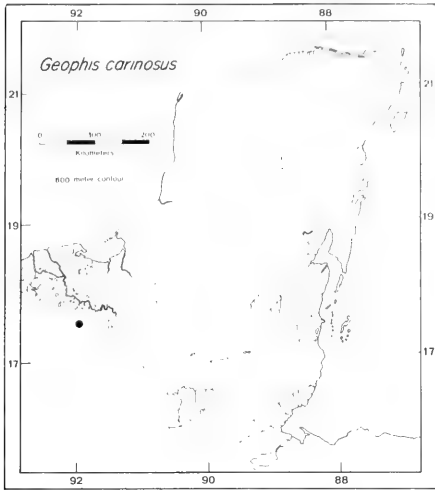 92 90 88
Geophis carinosus
21 21
0 100 200
Kilometers
800 meter contour
19 19
17 17
92 90 88